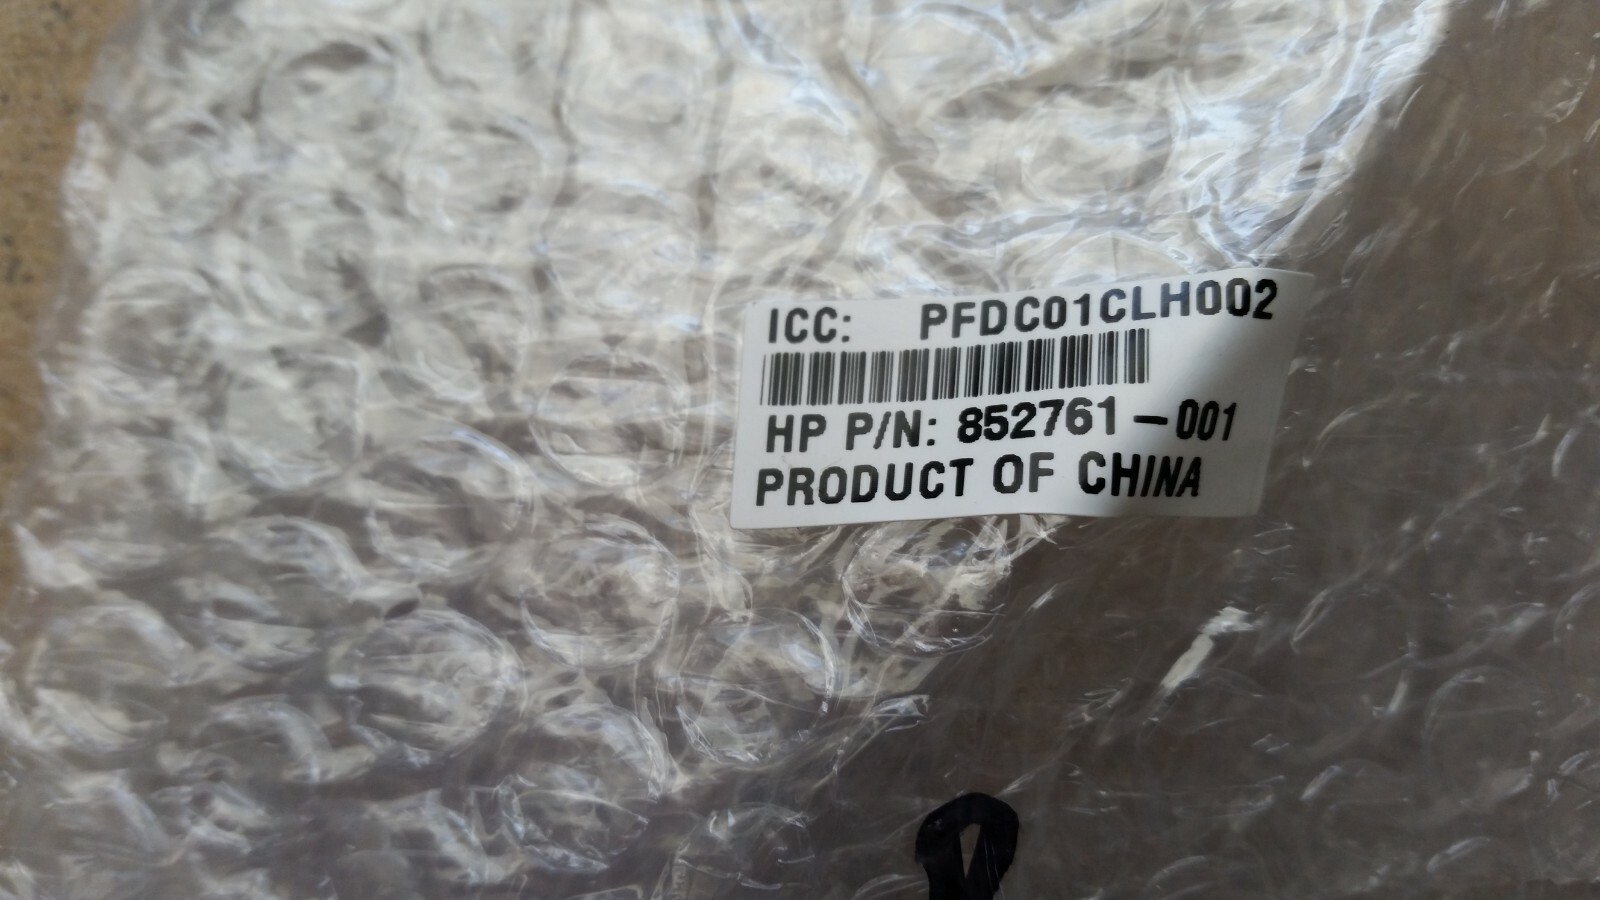 ICC: PFDC01CLH002
HP P/N: 852761-001
PRODUCT OF CHINA